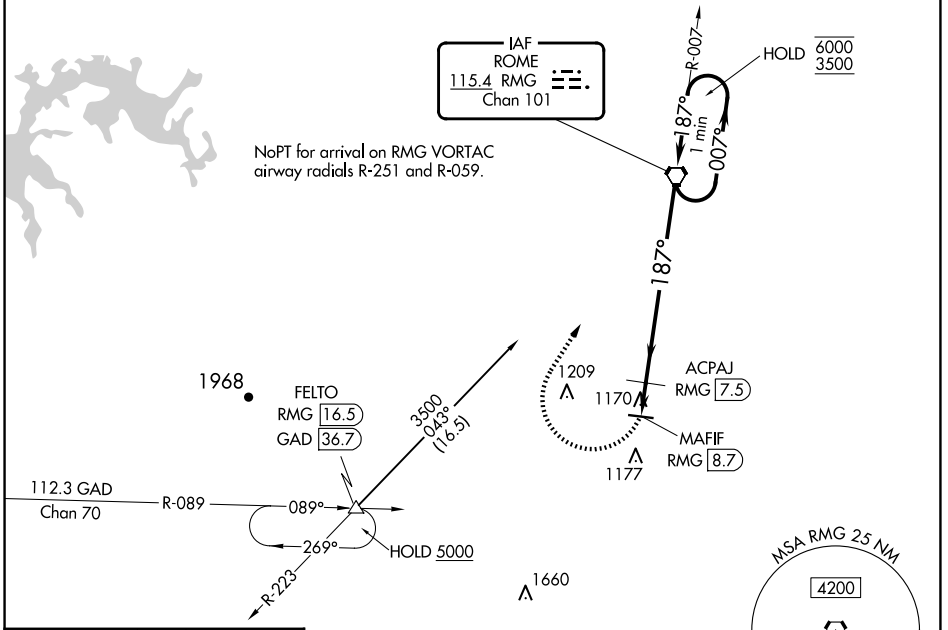 IAF
ROME
115.4 RMG
Chan 101
R-007
HOLD 6000
3500
187°
1 min
007°
NoPT for arrival on RMG VORTAC
airway radials R-251 and R-059.
187°
1968
FELTO
RMG 16.5
GAD 36.7
3500
043°
(16.5)
1209
1170
ACPAJ
RMG 7.5
MAFIF
RMG 8.7
1177
112.3 GAD
Chan 70
R-089
089°
269°
HOLD 5000
R-223
1660
MSA RMG 25 NM
4200